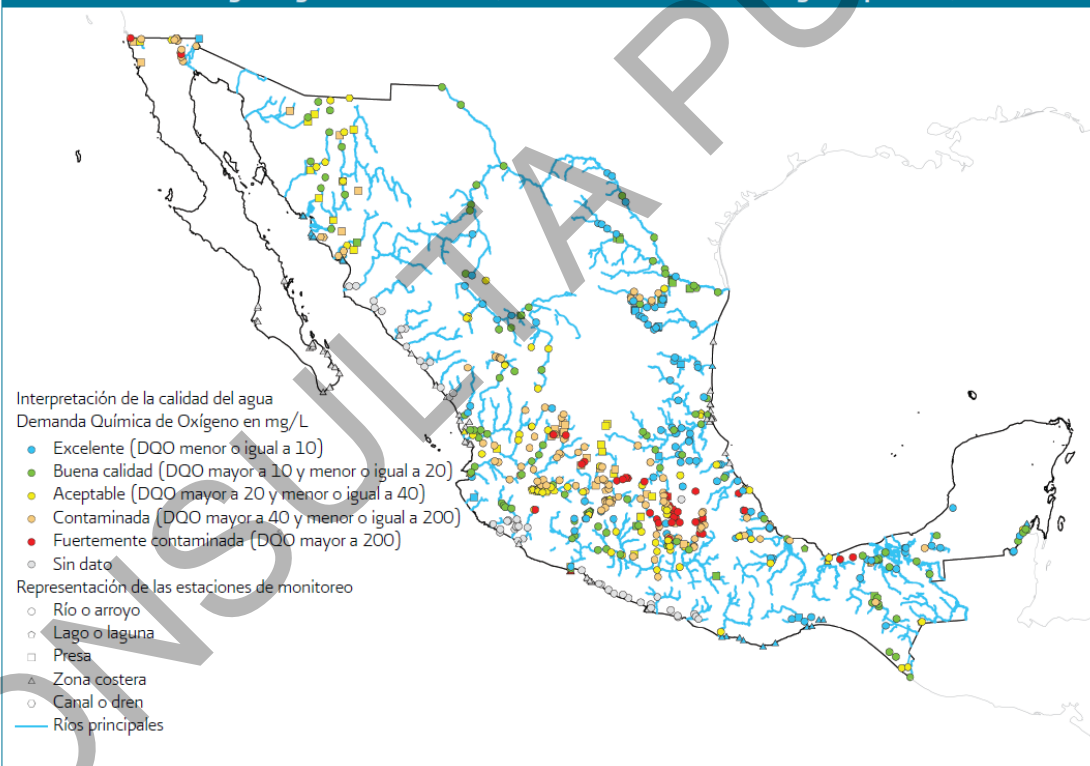 Interpretación de la calidad del agua
Demanda Química de Oxígeno en mg/L
Excelente (DQO menor o igual a 10)
Buena calidad (DQO mayor a 10 y menor o igual a 20)
Aceptable (DQO mayor a 20 y menor o igual a 40)
Contaminada (DQO mayor a 40 y menor o igual a 200)
Fuertemente contaminada (DQO mayor a 200)
Sin dato
Representación de las estaciones de monitoreo
Río o arroyo
Lago o laguna
Presa
Zona costera
Canal o dren
Ríos principales
ONSULTA PÚ